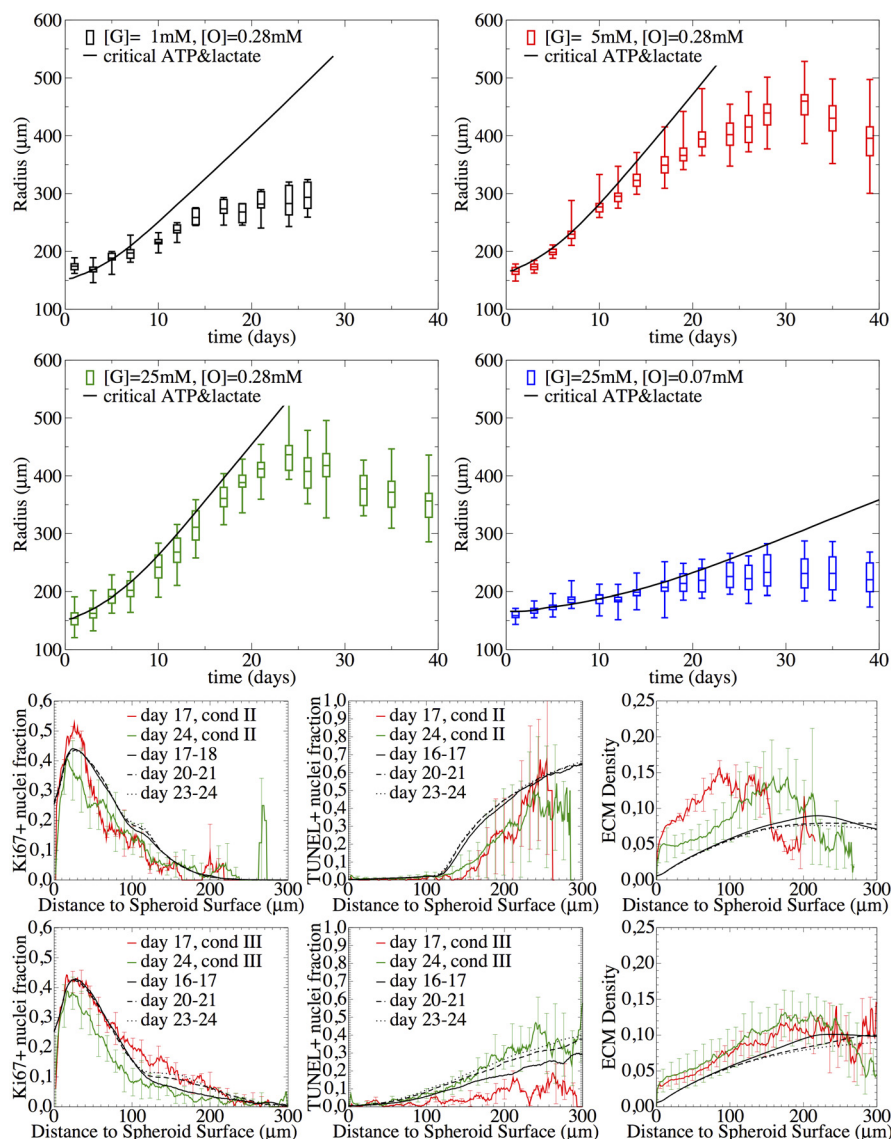 600
500
400
300
200
100
Radius (μm)
[G]= 1mM, [O]=0.28mM
critical ATP&lactate
0 10 20 30 40
time (days)
600
500
400
300
200
100
Radius (μm)
[G]= 5mM, [O]=0.28mM
critical ATP&lactate
0 10 20 30 40
time (days)
600
500
400
300
200
100
Radius (μm)
[G]=25mM, [O]=0.28mM
critical ATP&lactate
0 10 20 30 40
time (days)
600
500
400
300
200
100
Radius (μm)
[G]=25mM, [O]=0.07mM
critical ATP&lactate
0 10 20 30 40
time (days)
0,6
0,5
0,4
0,3
0,2
0,1
0,0
Ki67+ nuclei fraction
day 17, cond II
day 24, cond II
17-18
20-21
23-24
0 100 200 300
Distance to Spheroid Surface (μm)
1,0
0,9
0,8
0,7
0,6
0,5
0,4
0,3
0,2
0,1
0,0
TUNEL+ nuclei fraction
day 17, cond II
day 24, cond II
day 16-17
day 20-21
day 23-24
0 100 200 300
Distance to Spheroid Surface (μm)
0,25
0,20
0,15
0,10
0,05
0,00
ECM Density
0 100 200 300
Distance to Spheroid Surface (μm)
0,6
0,5
0,4
0,3
0,2
0,1
0,0
Ki67+ nuclei fraction
day 17, cond III
day 24, cond III
day 16-17
day 20-21
day 23-24
0 100 200 300
Distance to Spheroid Surface (μm)
1,0
0,9
0,8
0,7
0,6
0,5
0,4
0,3
0,2
0,1
0,0
TUNEL+ nuclei fraction
day 17, cond III
day 24, cond III
day 16-17
day 20-21
day 23-24
0 100 200 300
Distance to Spheroid Surface (μm)
0,25
0,20
0,15
0,10
0,05
0,00
ECM Density
0 100 200 300
Distance to Spheroid Surface (μm)